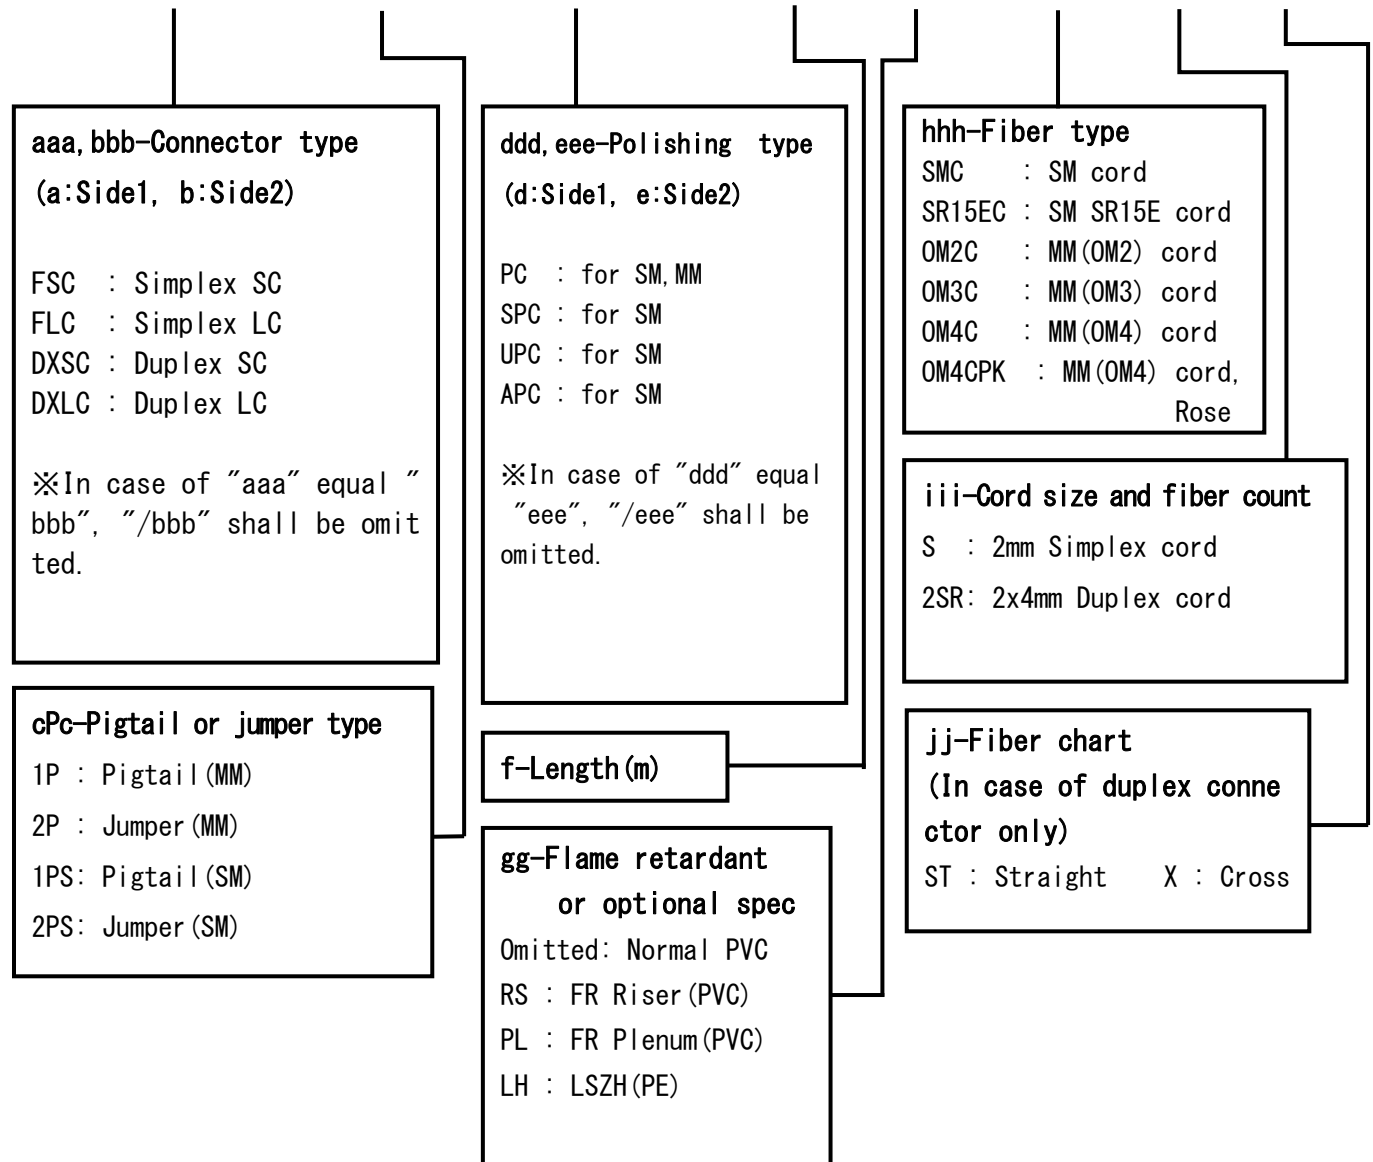 aaa,bbb-Connector type
(a:Side1, b:Side2)
FSC : Simplex SC
FLC : Simplex LC
DXSC : Duplex SC
DXLC : Duplex LC
※In case of "aaa" equal "
bbb", "/bbb" shall be omit
ted.
cPc-Pigtail or jumper type
1P : Pigtail(MM)
2P : Jumper(MM)
1PS: Pigtail(SM)
2PS: Jumper(SM)
ddd,eee-Polishing type
(d:Side1, e:Side2)
PC : for SM,MM
SPC : for SM
UPC : for SM
APC : for SM
※In case of "ddd" equal
"eee", "/eee" shall be
omitted.
f-Length(m)
gg-Flame retardant
or optional spec
Omitted: Normal PVC
RS : FR Riser(PVC)
PL : FR Plenum(PVC)
LH : LSZH(PE)
hhh-Fiber type
SMC : SM cord
SR15EC : SM SR15E cord
OM2C : MM(OM2) cord
OM3C : MM(OM3) cord
OM4C : MM(OM4) cord
OM4CPK : MM(OM4) cord,
Rose
iii-Cord size and fiber count
S : 2mm Simplex cord
2SR: 2x4mm Duplex cord
jj-Fiber chart
(In case of duplex conne
ctor only)
ST : Straight X : Cross